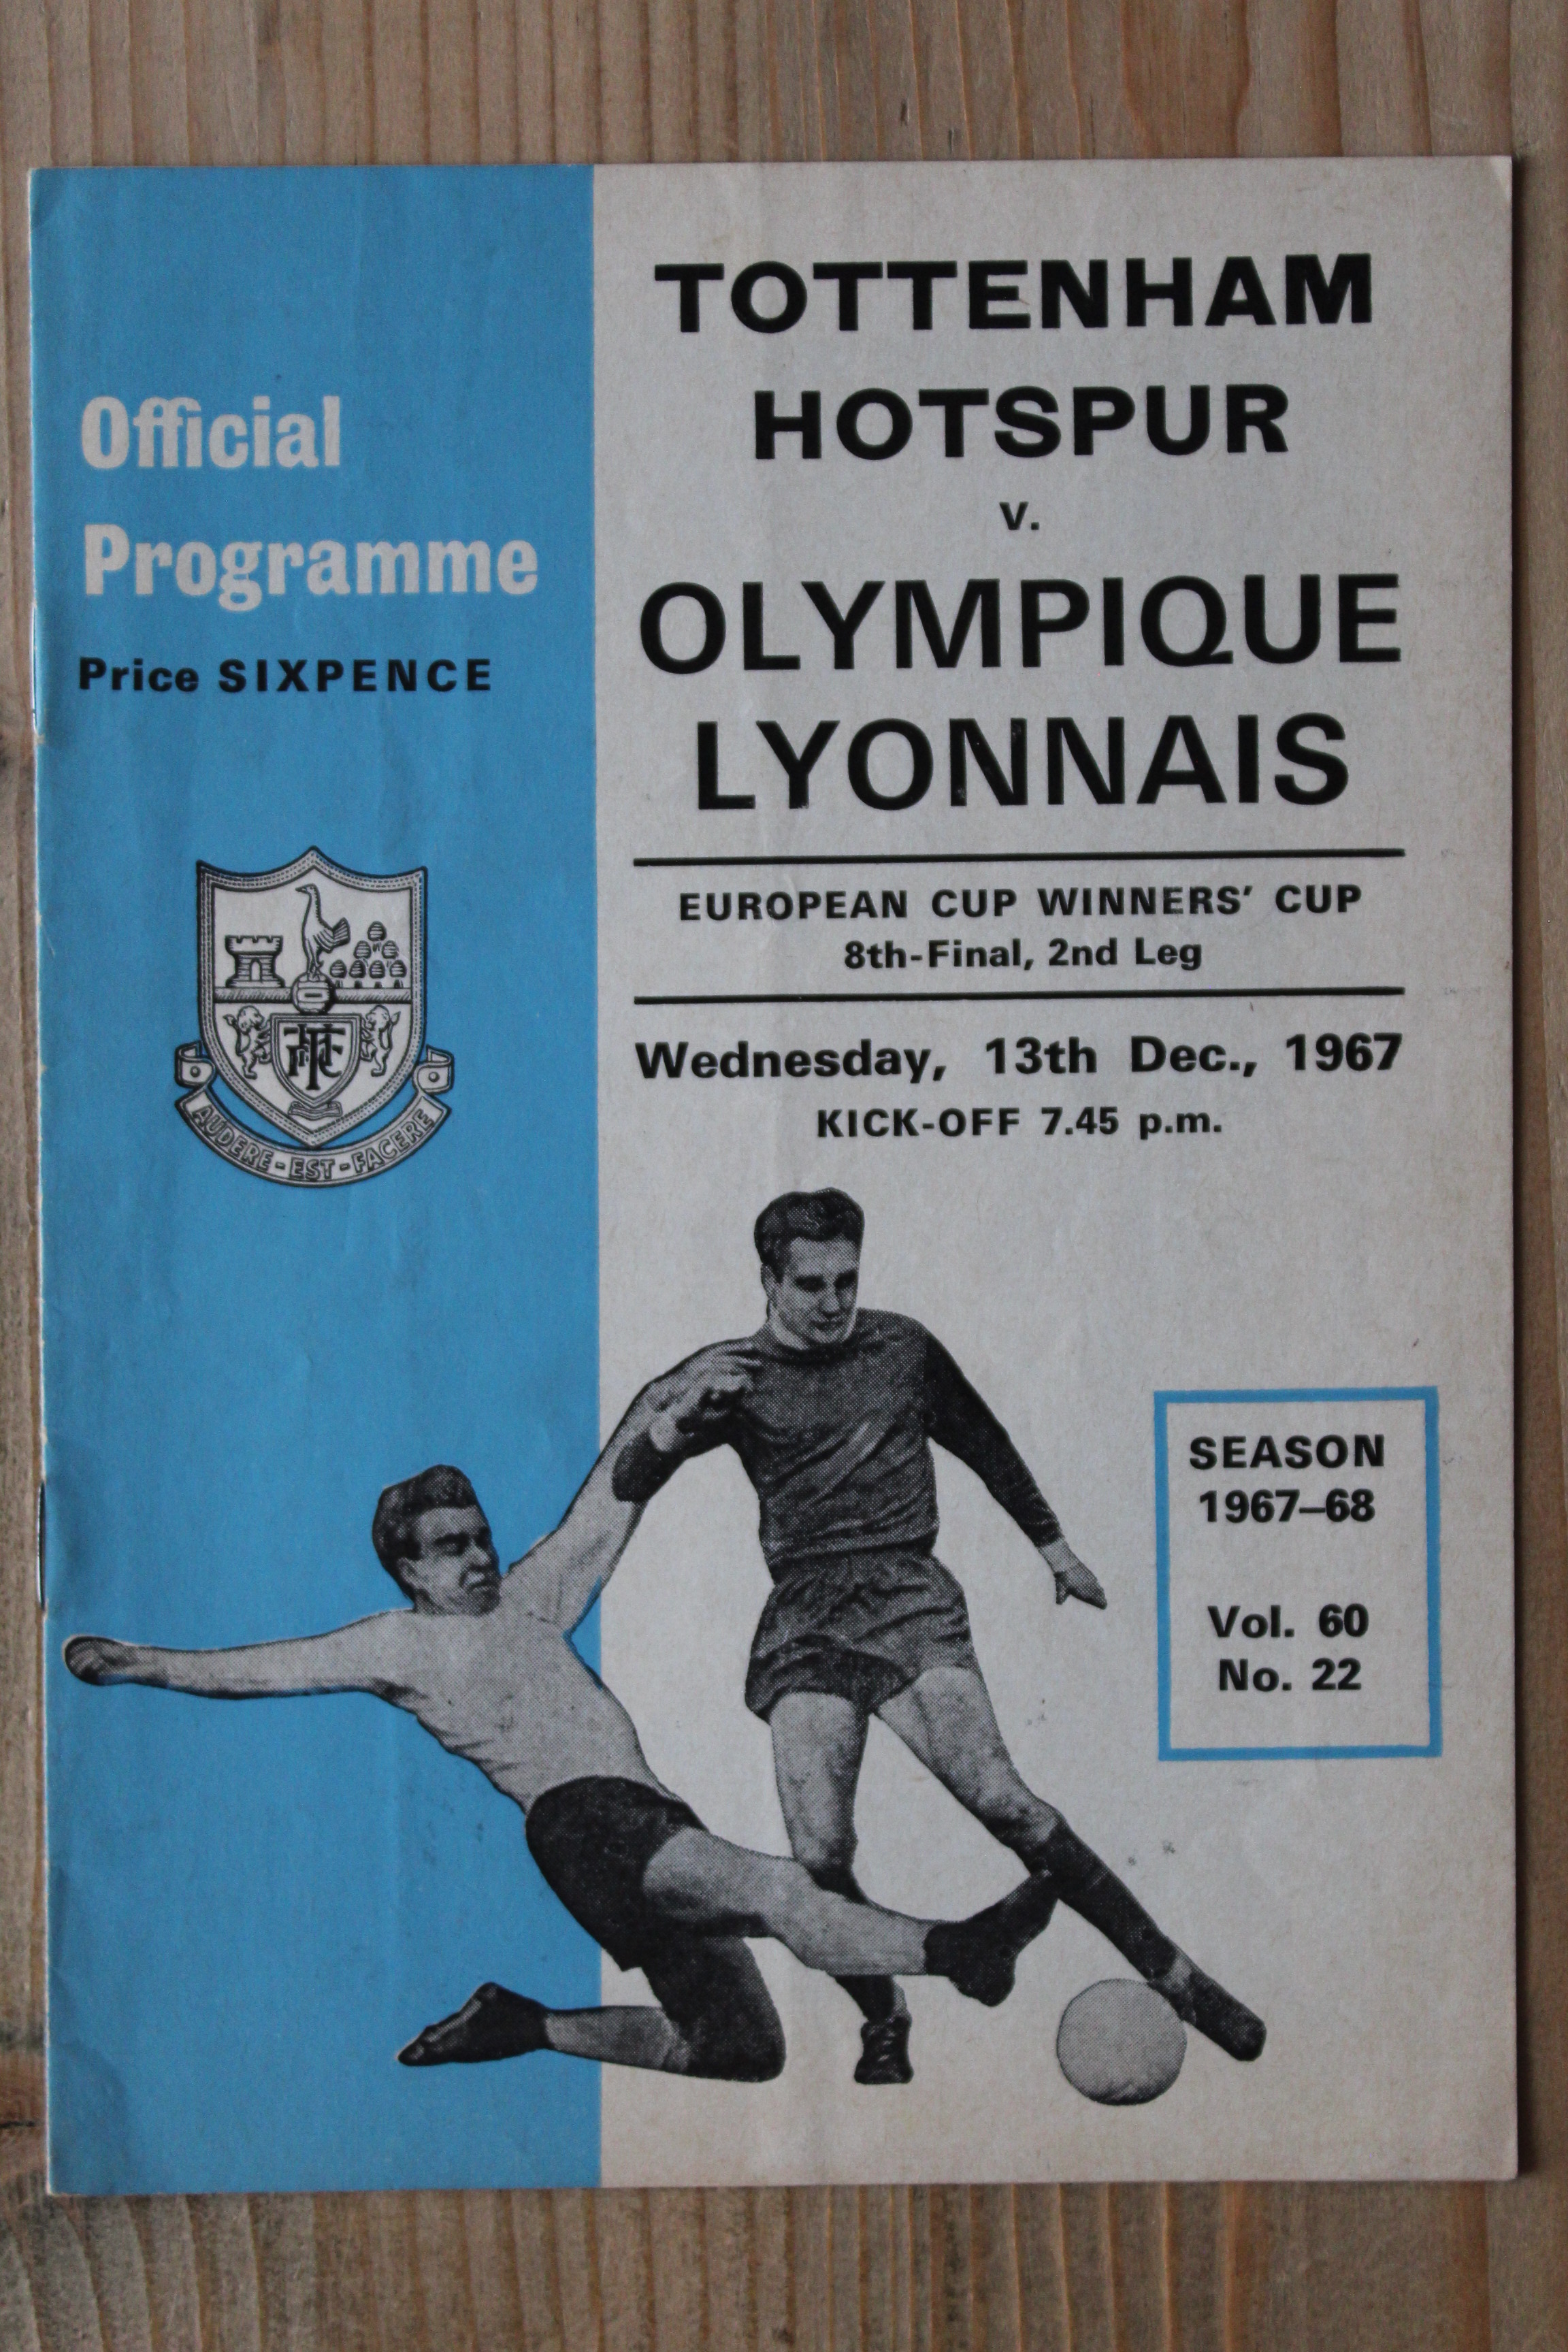 Official
Programme
Price SIXPENCE
AUDERE-EST-FACERE
TOTTENHAM
HOTSPUR
v.
OLYMPIQUE
LYONNAIS
EUROPEAN CUP WINNERS' CUP
8th-Final, 2nd Leg
Wednesday, 13th Dec., 1967
KICK-OFF 7.45 p.m.
SEASON
1967–68
Vol. 60
No. 22